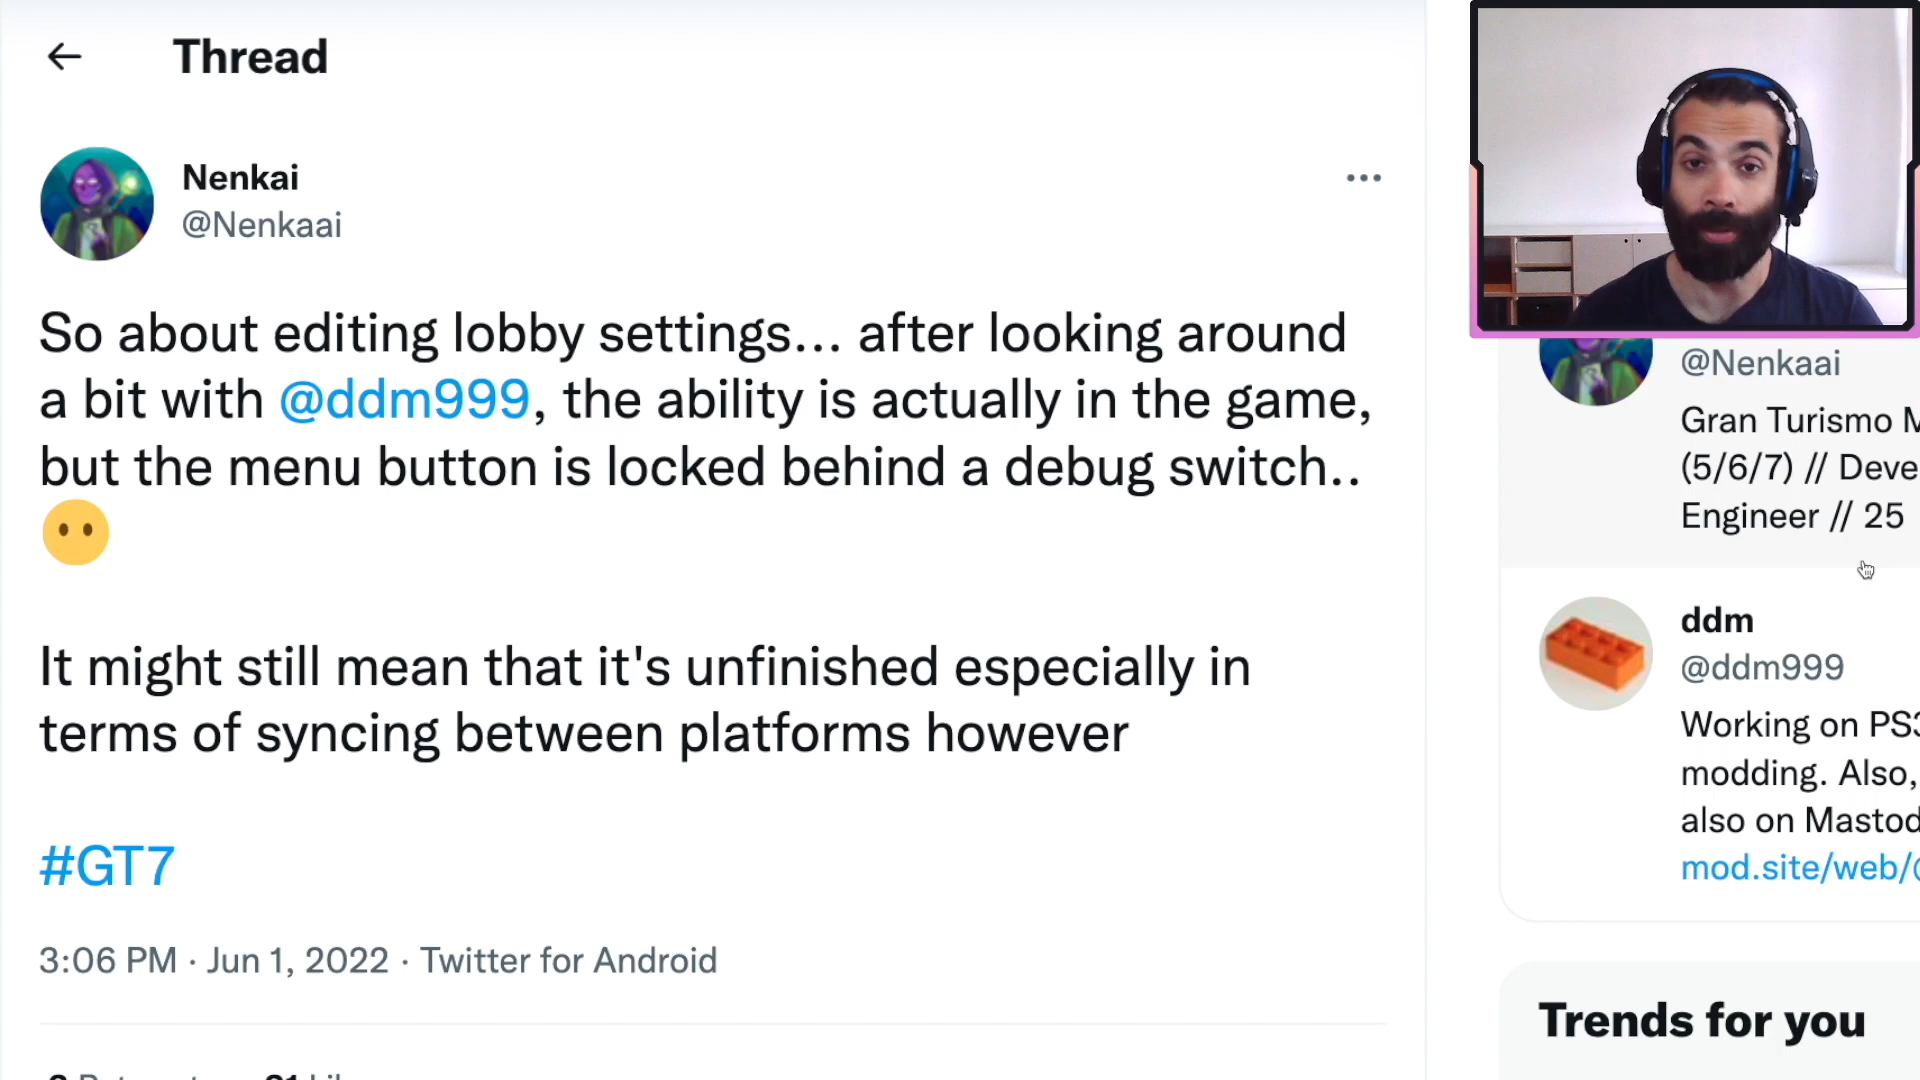 Thread
Nenkai
@Nenkaai
So about editing lobby settings... after looking around
a bit with @ddm999, the ability is actually in the game,
but the menu button is locked behind a debug switch..
It might still mean that it's unfinished especially in
terms of syncing between platforms however
#GT7
3:06 PM · Jun 1, 2022 · Twitter for Android
@Nenkaai
Gran Turismo
(5/6/7) //
Engineer // 25
ddm
@ddm999
Working on
modding. Also,
also on
mod.site/web/
Trends for you